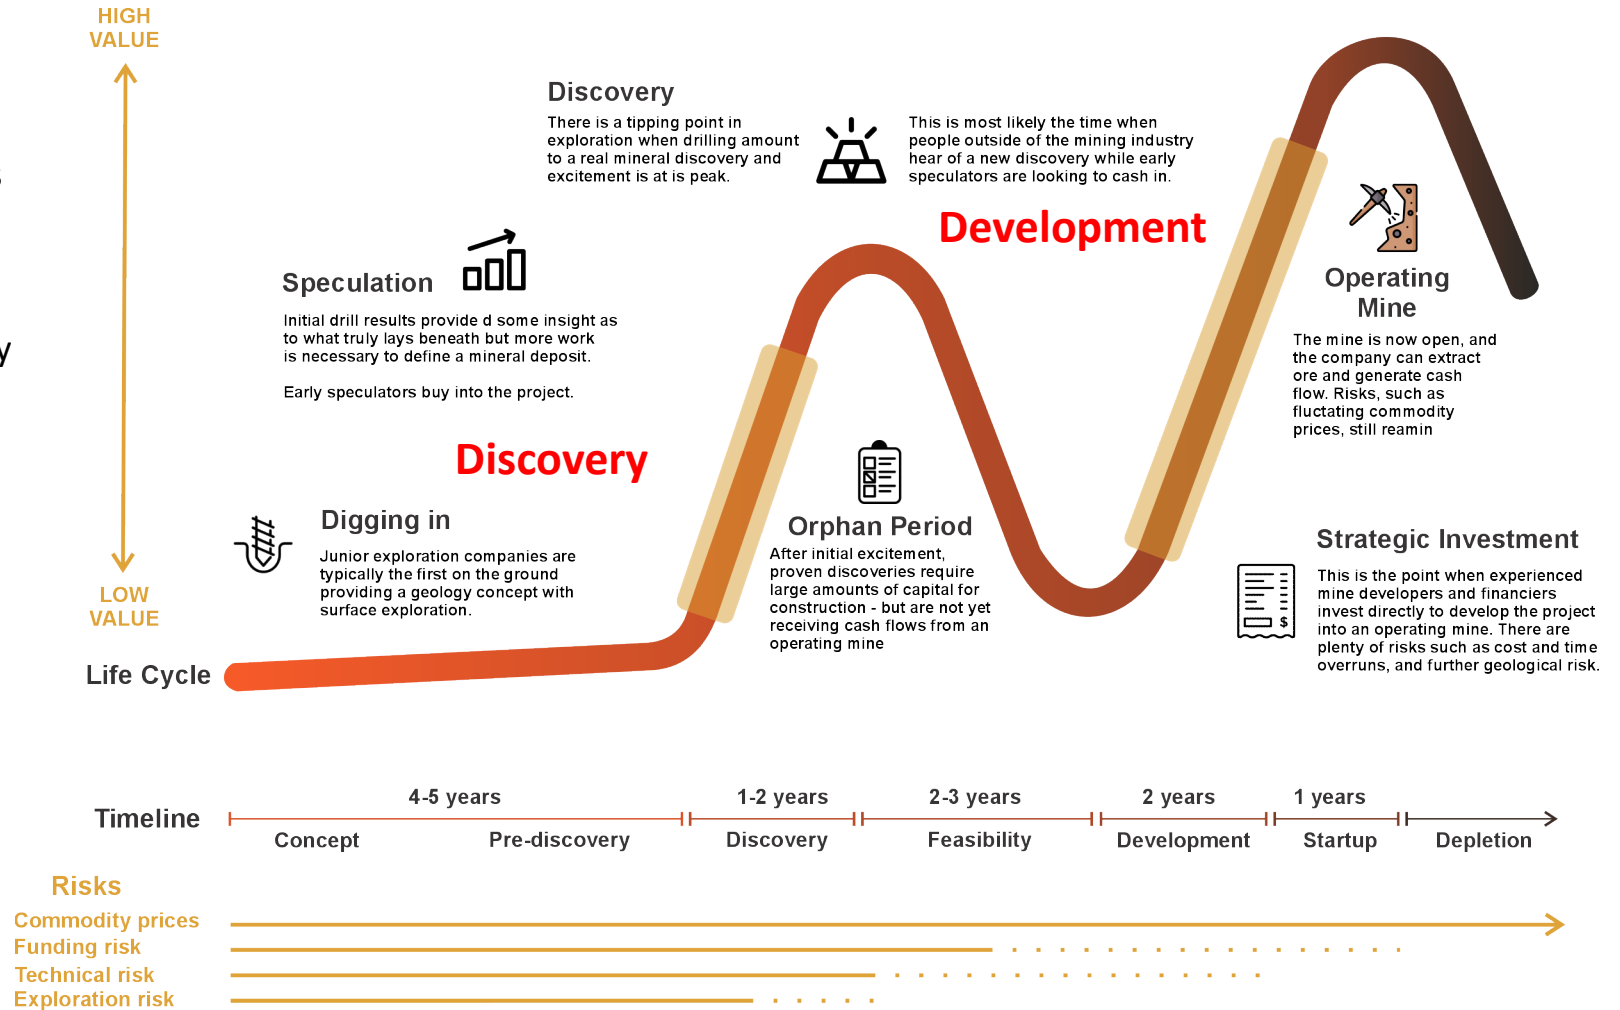 HIGH
VALUE
Discovery
There is a tipping point in
exploration when drilling amount
to a real mineral discovery and
excitement is at is peak.
This is most likely the time when
people outside of the mining industry
hear of a new discovery while early
speculators are looking to cash in.
Development
Speculation
Initial drill results provide d some insight as
to what truly lays beneath but more work
is necessary to define a mineral deposit.
Early speculators buy into the project.
Operating
Mine
The mine is now open, and
the company can extract
ore and generate cash
flow. Risks, such as
fluctating commodity
prices, still reamin
y
Discovery
Digging in
Junior exploration companies are
typically the first on the ground
providing a geology concept with
surface exploration.
Orphan Period
After initial excitement,
proven discoveries require
large amounts of capital for
construction - but are not yet
receiving cash flows from an
operating mine
Strategic Investment
$
This is the point when experienced
mine developers and financiers
invest directly to develop the project
into an operating mine. There are
plenty of risks such as cost and time
overruns, and further geological risk.
LOW
VALUE
Life Cycle
Timeline
4-5 years
1-2 years
2-3 years
2 years
1 years
Concept
Pre-discovery
Discovery
Feasibility
Development
Startup
Depletion
Risks
Commodity prices
Funding risk
Technical risk
Exploration risk